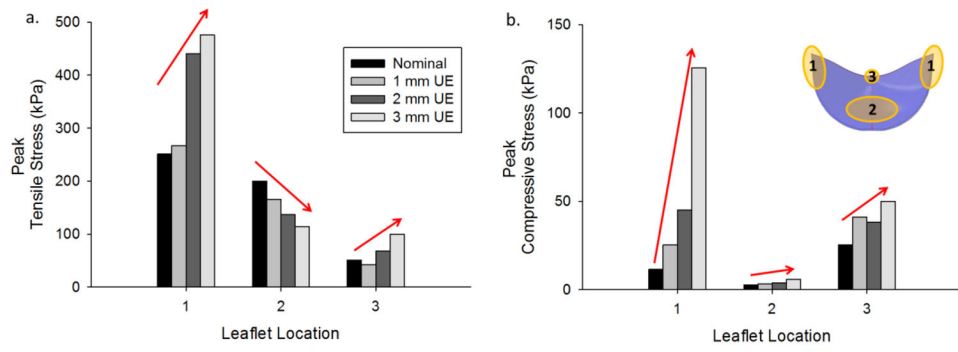 a.
500
400
300
200
100
0
Peak
Tensile Stress (kPa)
Nominal
1 mm UE
2 mm UE
3 mm UE
1 2 3
Leaflet Location
b.
150
100
50
0
Peak
Compressive Stress (kPa)
1 1
3
2
1 2 3
Leaflet Location